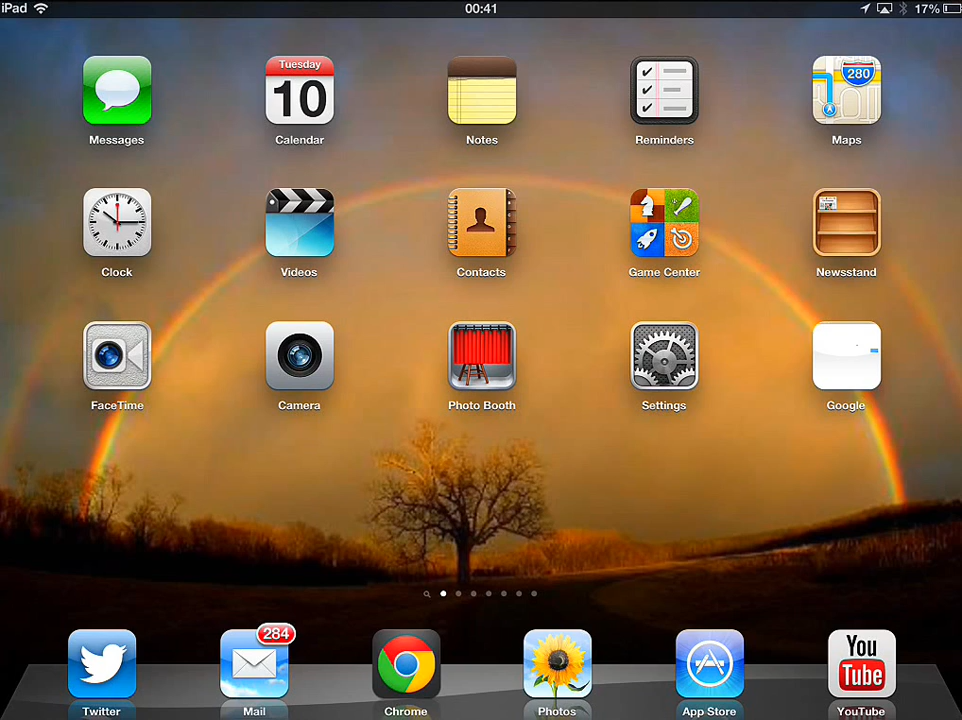 iPad 00:41 17%
Tuesday
10
280
Messages Calendar Notes Reminders Maps
Clock Videos Contacts Game Center Newsstand
FaceTime Camera Photo Booth Settings Google
284
You
Tube
Twitter Mail Chrome Photos App Store YouTube